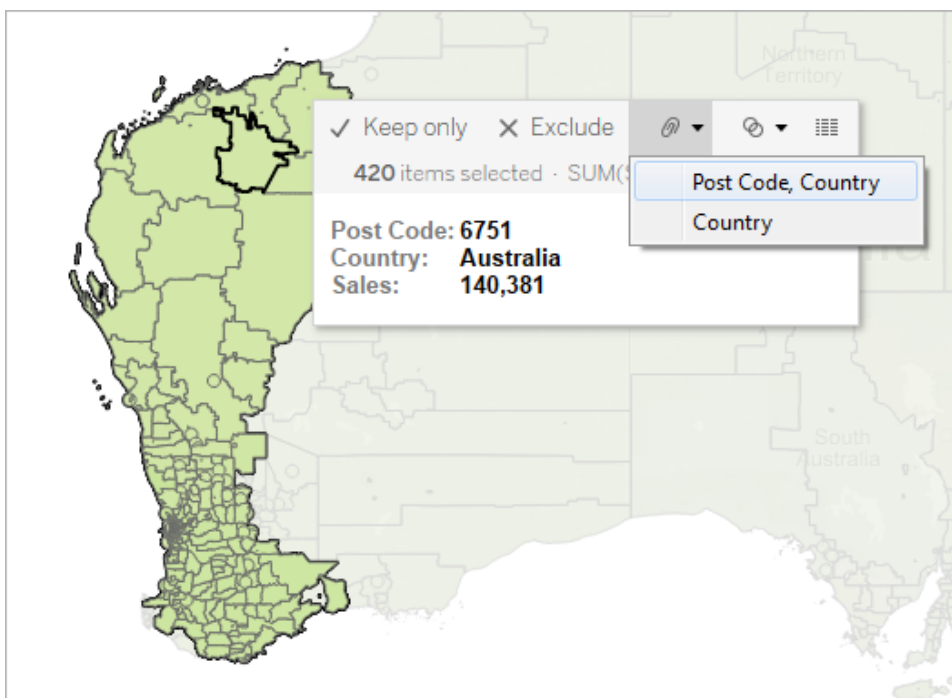 Northern
Territory
Keep only Exclude
420 items selected · SUM(
Post Code, Country
Country
Post Code: 6751
Country: Australia
Sales: 140,381
South
Australia